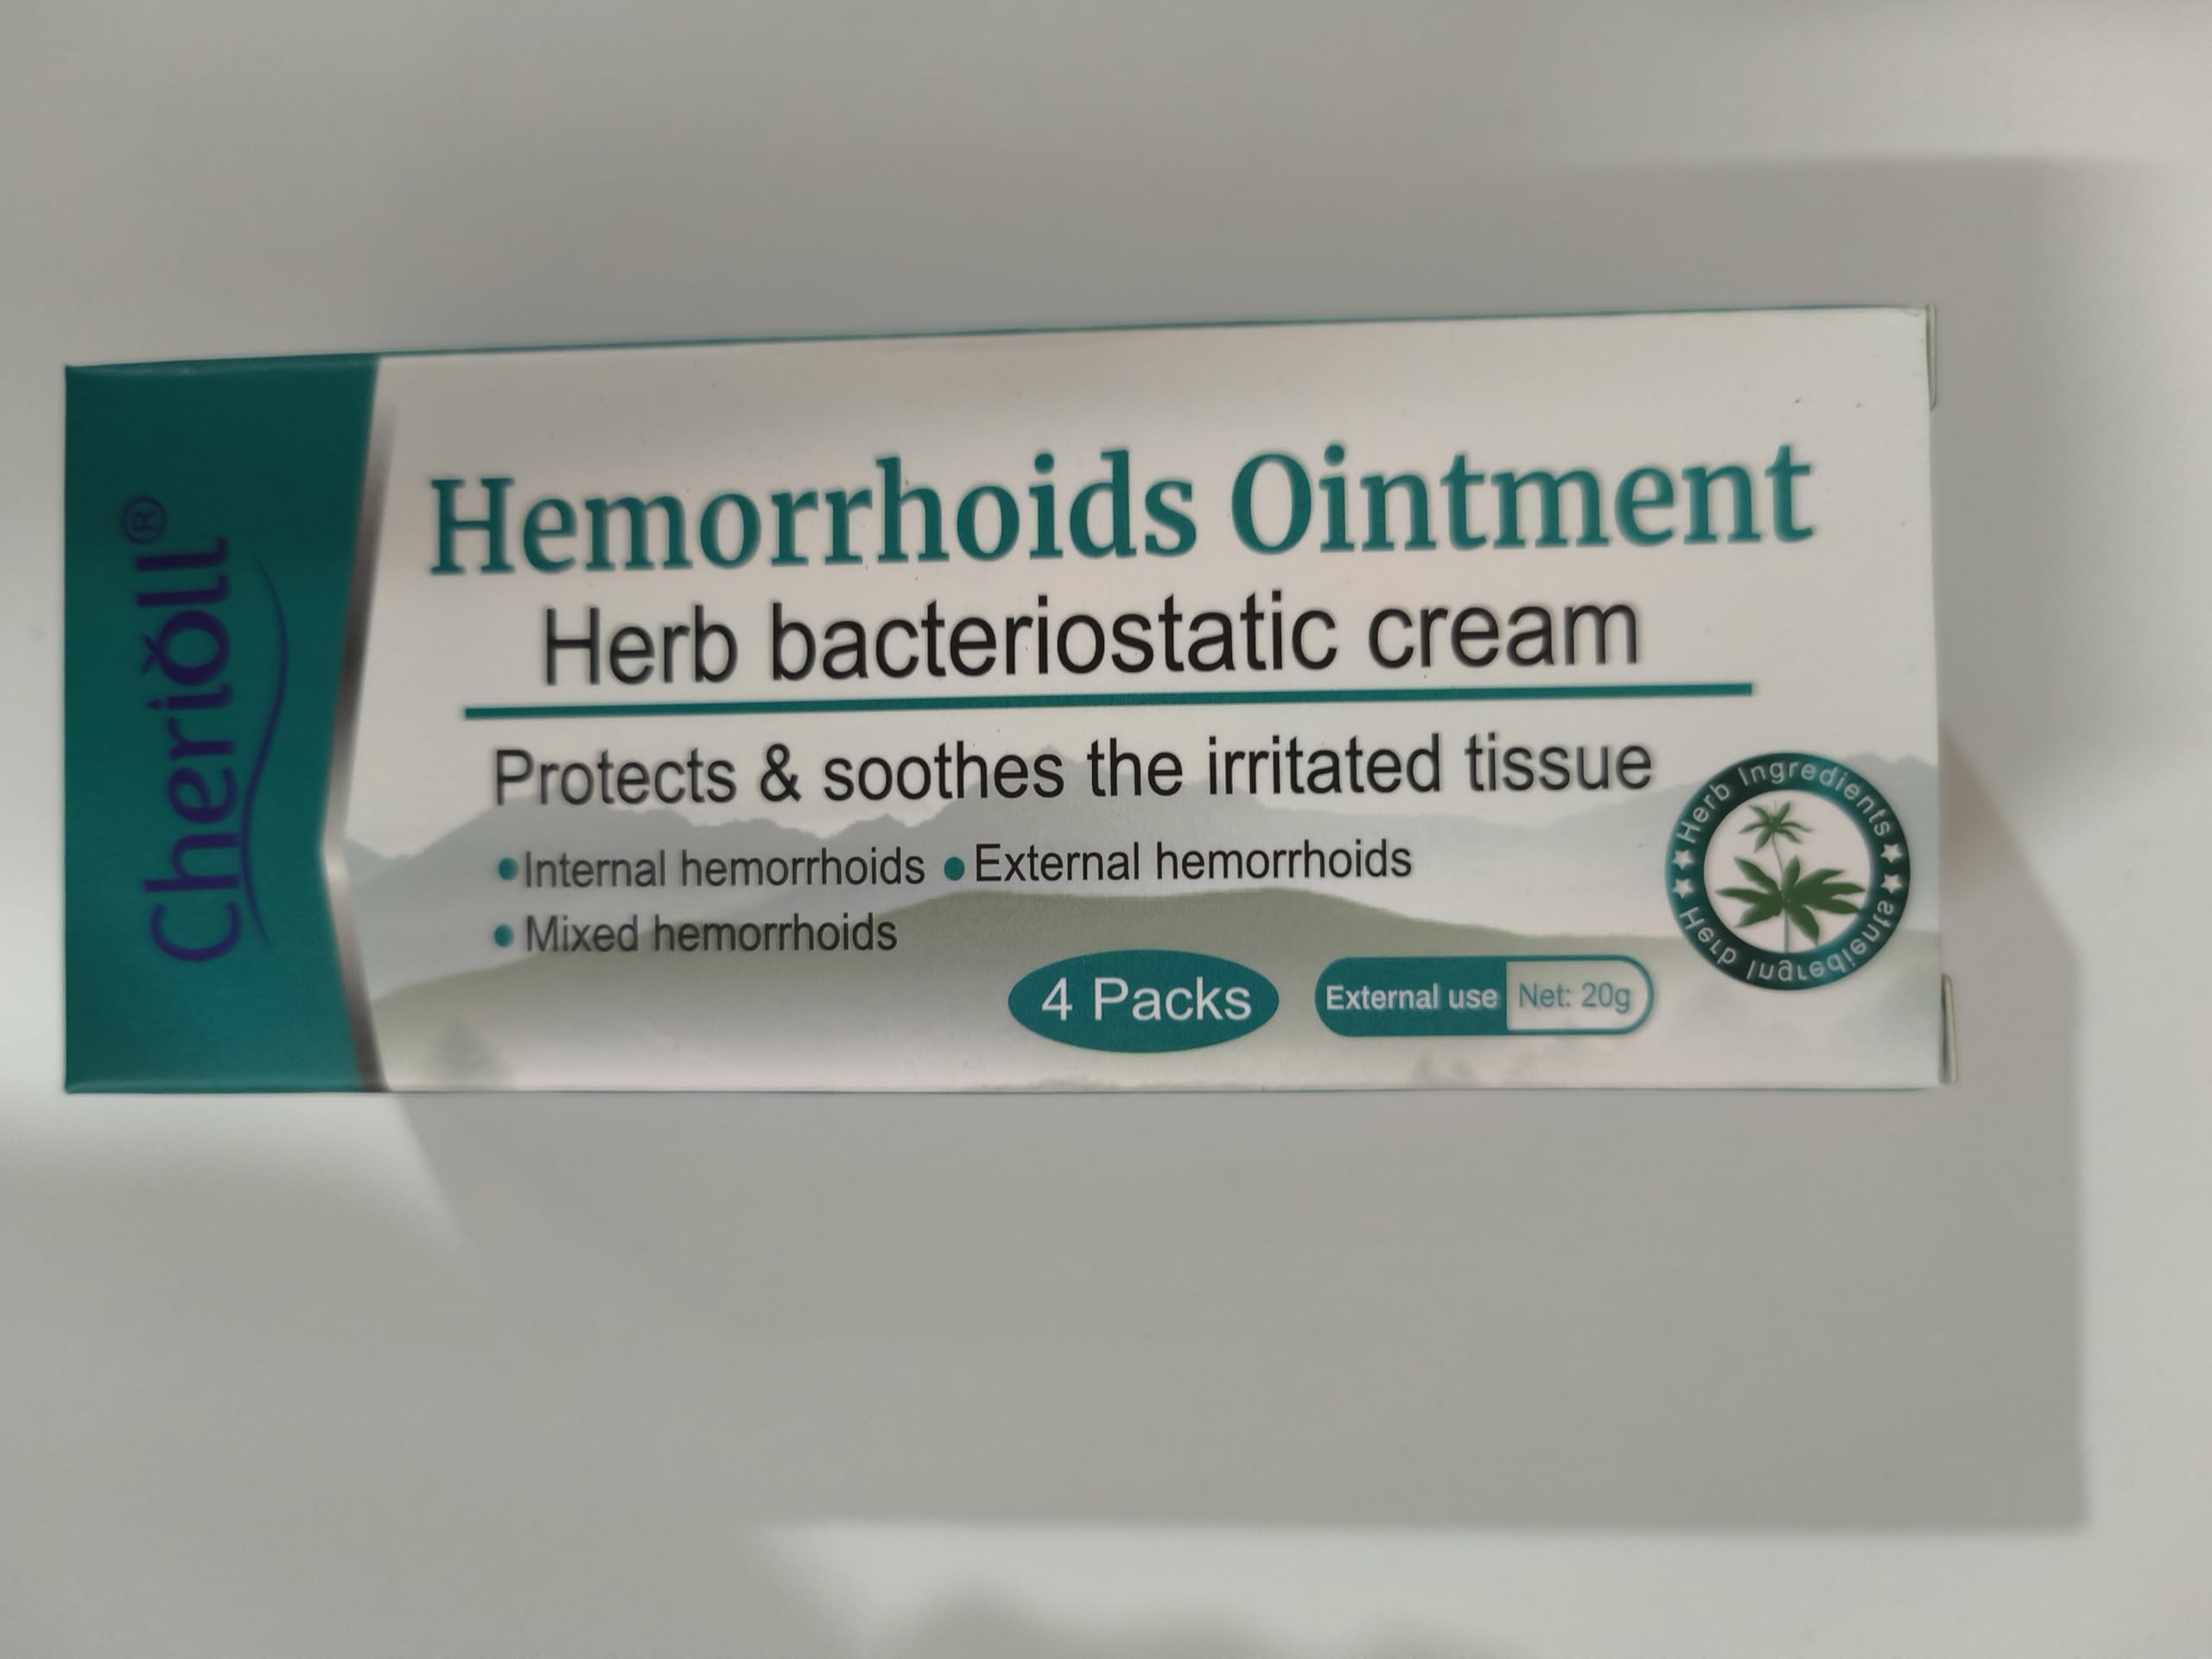 Cheriōll®
Hemorrhoids Ointment
Herb bacteriostatic cream
Protects & soothes the irritated tissue
•Internal hemorrhoids •External hemorrhoids
•Mixed hemorrhoids
4 Packs
External use Net: 20g
Herb Ingredients
Herb Ingredients